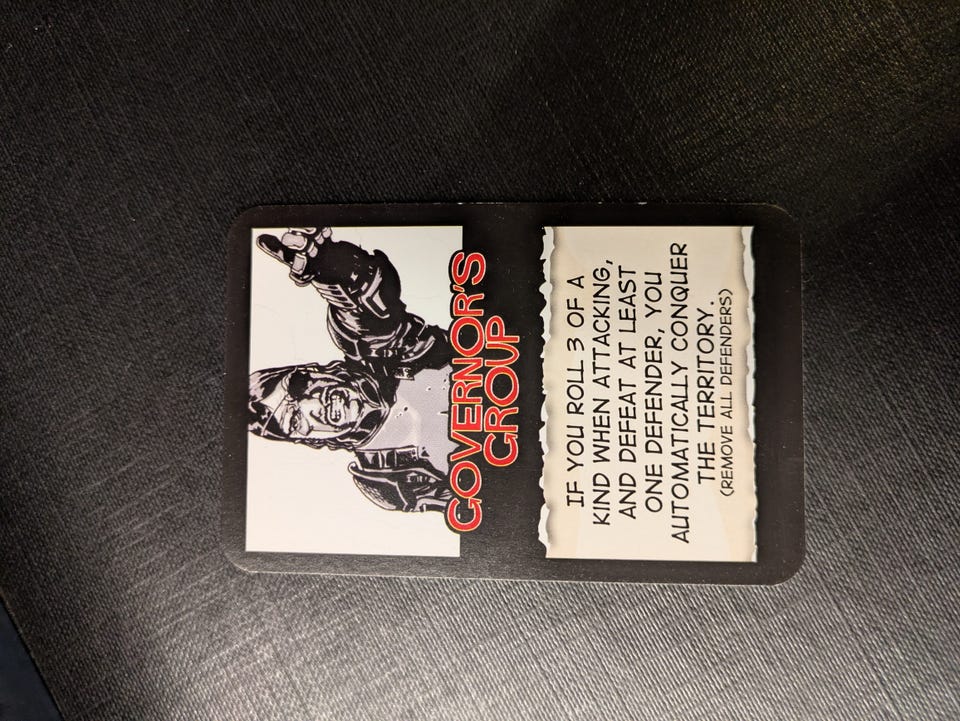 GOVERNOR'S
GROUP
IF YOU ROLL 3 OF A
KIND WHEN ATTACKING,
AND DEFEAT AT LEAST
ONE DEFENDER, YOU
AUTOMATICALLY CONQUER
THE TERRITORY.
(REMOVE ALL DEFENDERS)